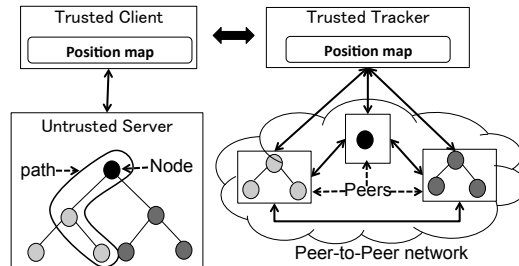 Trusted Client
Position map
Trusted Tracker
Position map
Untrusted Server
path
Node
Peers
Peer-to-Peer network